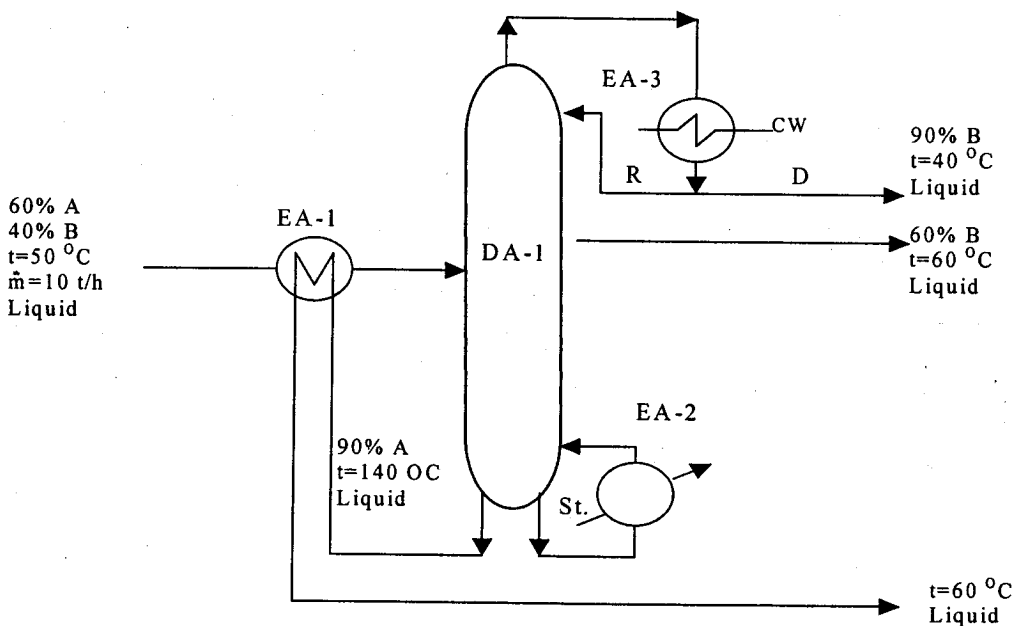 EA-3
CW
90% B
t=40 °C
Liquid
R
D
60% A
40% B
t=50 °C
ṁ=10 t/h
Liquid
EA-1
DA-1
60% B
t=60 °C
Liquid
EA-2
90% A
t=140 OC
Liquid
St.
t=60 °C
Liquid